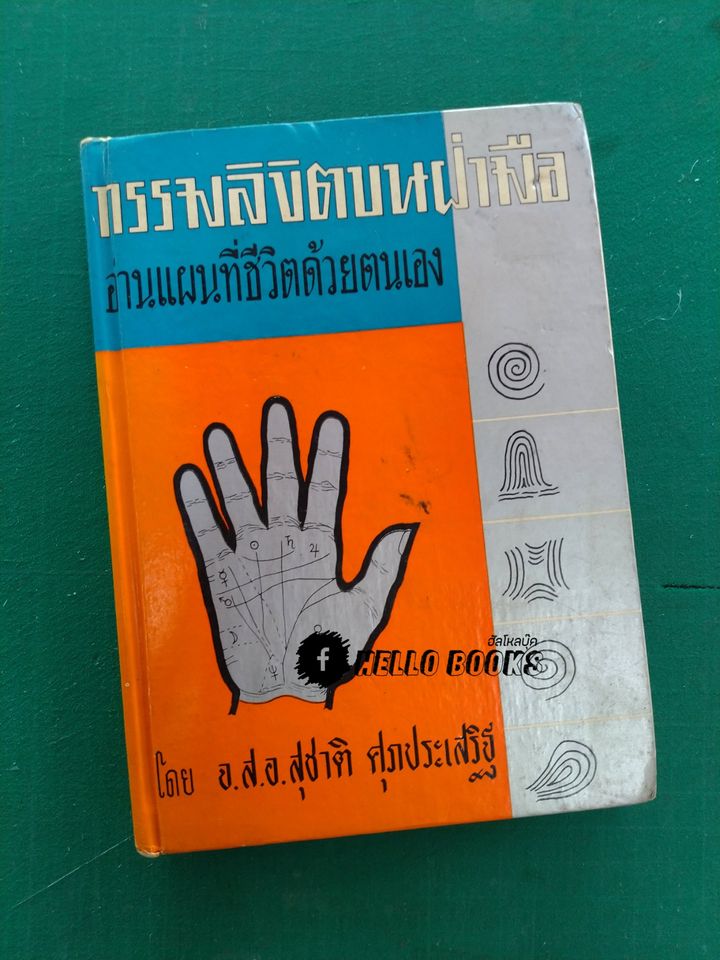 กรรมลิขิตบนฝ่ามือ
อ่านแผนที่ชีวิตด้วยตนเอง
ฮัลโหลบุ๊ค
f HELLO BOOKS
โดย จ.ส.อ.สุชาติ ศุภประเสริฐ